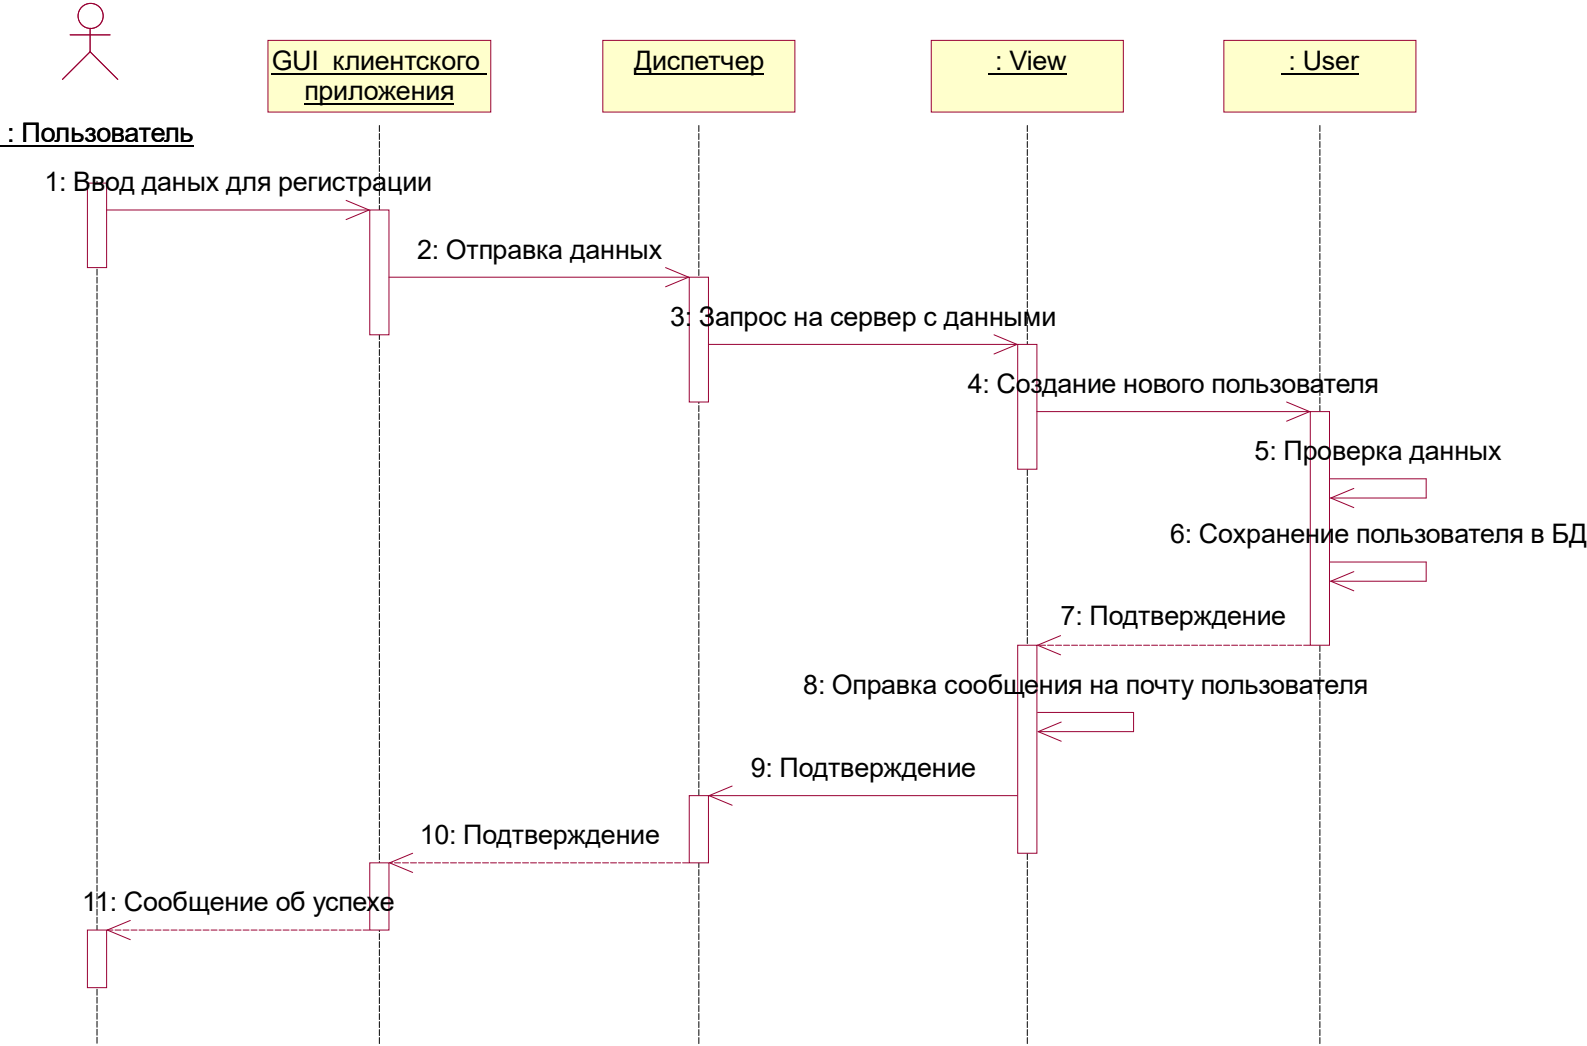 GUI клиентского
приложения
Диспетчер
: View
: User
: Пользователь
1: Ввод даных для регистрации
2: Отправка данных
3: Запрос на сервер с данными
4: Создание нового пользователя
5: Проверка данных
6: Сохранение пользователя в БД
7: Подтверждение
8: Оправка сообщения на почту пользователя
9: Подтверждение
10: Подтверждение
11: Сообщение об успехе